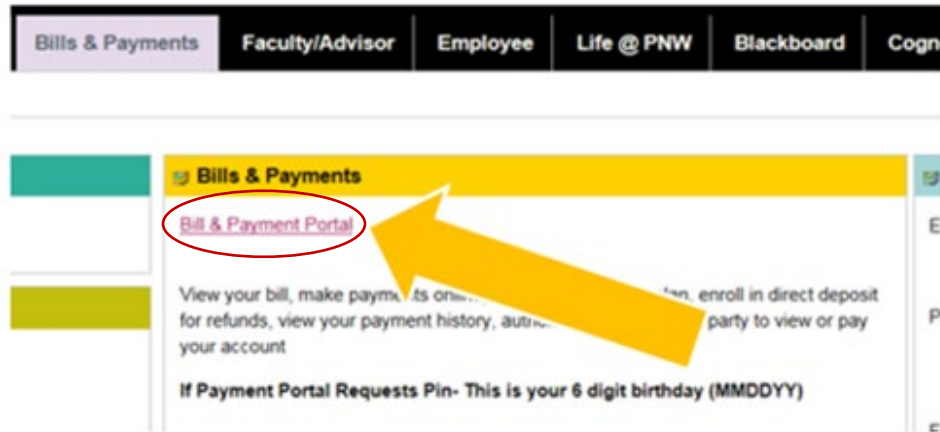 Bills & Payments Faculty/Advisor Employee Life @ PNW Blackboard Cogn
Bills & Payments
Bill & Payment Portal
E
View your bill, make enroll in direct deposit
for refunds, view your payment history, party to view or pay
P
your account
If Payment Portal Requests Pin- This is your 6 digit birthday (MMDDYY)